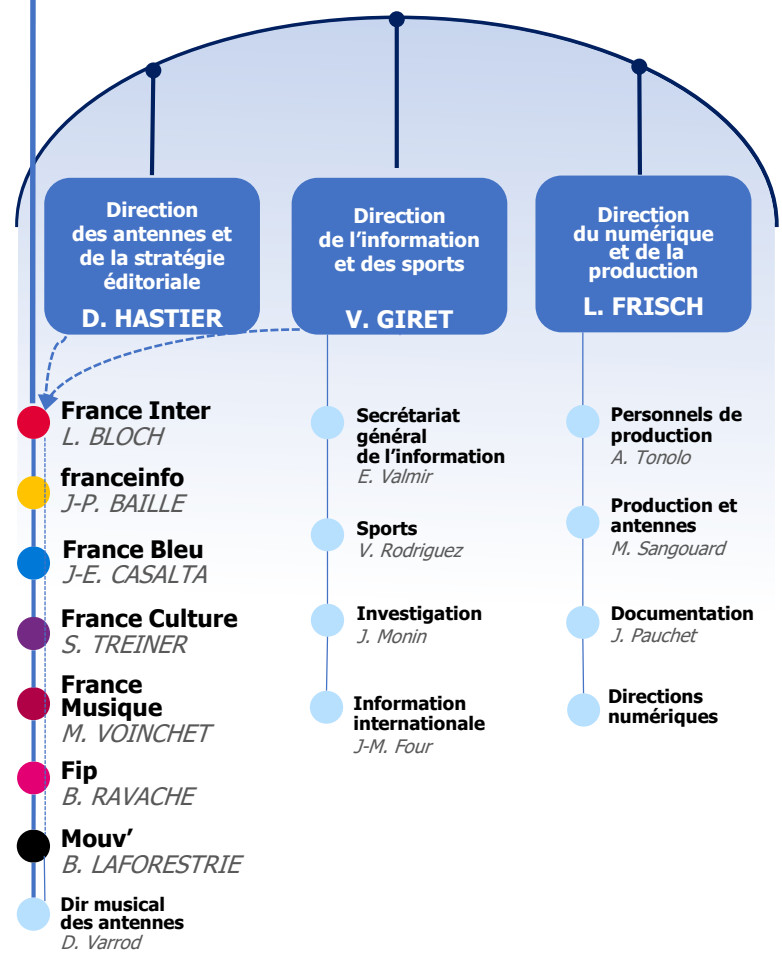 Direction
des antennes et
de la stratégie
éditoriale
D. HASTIER
Direction
de l’information
et des sports
V. GIRET
Direction
du numérique
et de la
production
L. FRISCH
France Inter
L. BLOCH
franceinfo
J-P. BAILLE
France Bleu
J-E. CASALTA
France Culture
S. TREINER
France
Musique
M. VOINCHET
Fip
B. RAVACHE
Mouv’
B. LAFORESTRIE
Dir musical
des antennes
D. Varrod
Secrétariat
général
de l’information
E. Valmir
Sports
V. Rodriguez
Investigation
J. Monin
Information
internationale
J-M. Four
Personnels de
production
A. Tonolo
Production et
antennes
M. Sangouard
Documentation
J. Pauchet
Directions
numériques